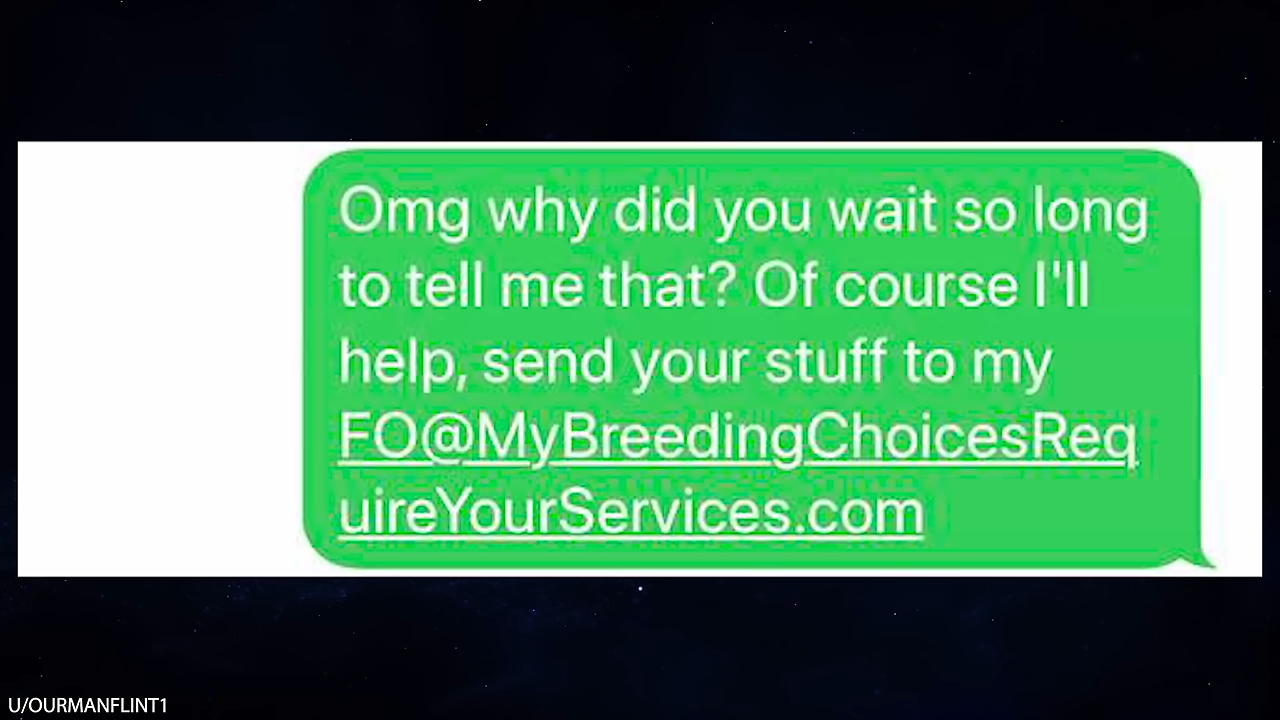 Omg why did you wait so long
to tell me that? Of course I'll
help, send your stuff to my
FO@MyBreedingChoicesReq
uireYourServices.com
U/OURMANFLINT1